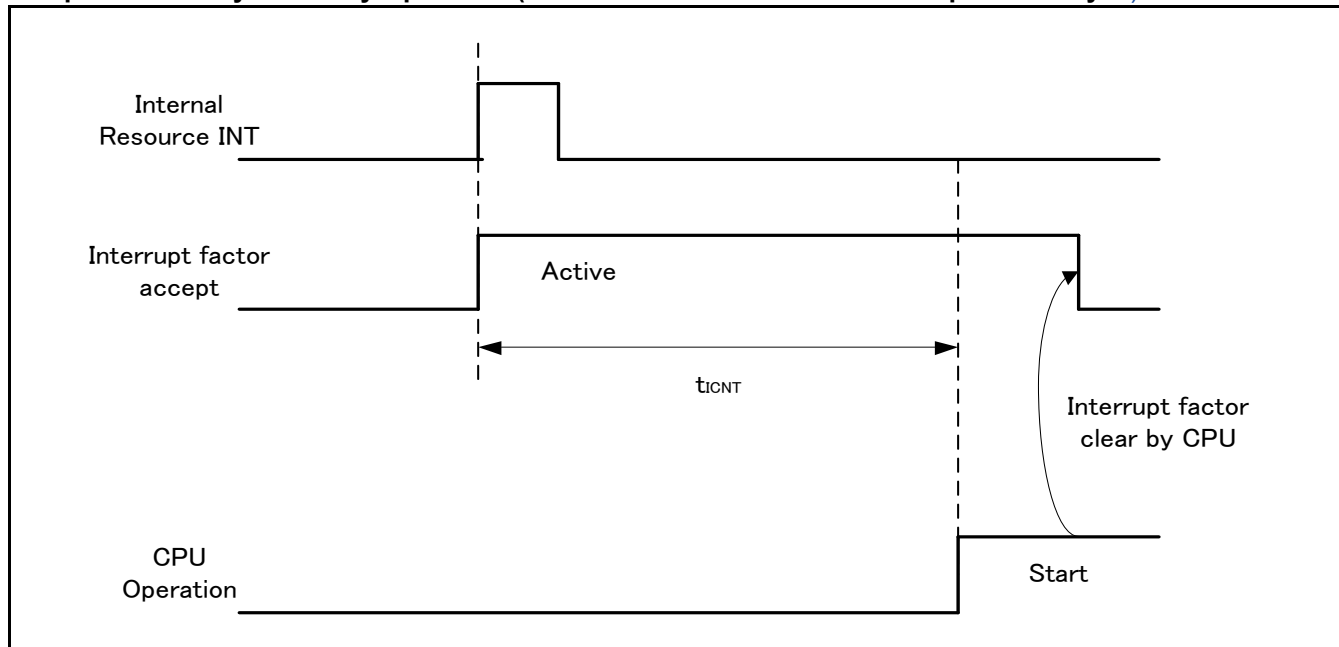 Internal
Resource INT
Interrupt factor
accept
Active
tICNT
Interrupt factor
clear by CPU
CPU
Operation
Start